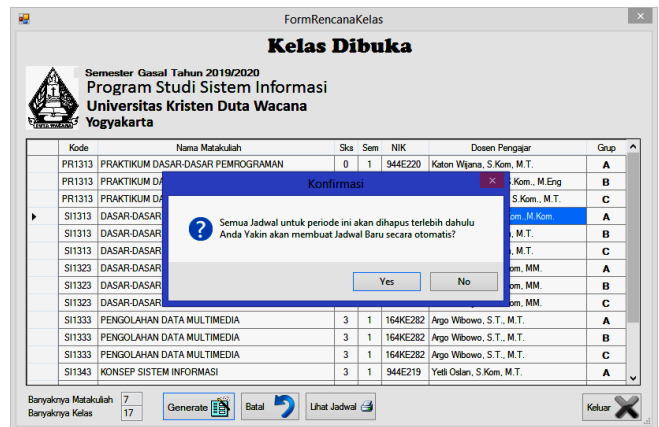 FormRencanaKelas
Kelas Dibuka
Semester Gasal Tahun 2019/2020
Program Studi Sistem Informasi
Universitas Kristen Duta Wacana
Yogyakarta
DUTA WACANA
Kode Nama Matakuliah Sks Sem NIK Dosen Pengajar Grup
PR1313 PRAKTIKUM DASAR-DASAR PEMROGRAMAN 0 1 944E220 Katon Wijana, S.Kom, M.T. A
PR1313 PRAKTIKUM DA S.Kom., M.Eng B
PR1313 PRAKTIKUM DA S.Kom., M.T. C
SI1313 DASAR-DASAR om.,M.Kom. A
SI1313 DASAR-DASAR , M.T. B
SI1313 DASAR-DASAR , M.T. C
SI1323 DASAR-DASAR om, MM. A
SI1323 DASAR-DASAR om, MM. B
SI1323 DASAR-DASAR om, MM. C
SI1333 PENGOLAHAN DATA MULTIMEDIA 3 1 164KE282 Argo Wibowo, S.T., M.T. A
SI1333 PENGOLAHAN DATA MULTIMEDIA 3 1 164KE282 Argo Wibowo, S.T., M.T. B
SI1333 PENGOLAHAN DATA MULTIMEDIA 3 1 164KE282 Argo Wibowo, S.T., M.T. C
SI1343 KONSEP SISTEM INFORMASI 3 1 944E219 Yetli Oslan, S.Kom, M.T. A
Konfirmasi
Semua Jadwal untuk periode ini akan dihapus terlebih dahulu
Anda Yakin akan membuat Jadwal Baru secara otomatis?
Yes No
Banyaknya Matakuliah 7
Banyaknya Kelas 17
Generate Batal Lihat Jadwal Keluar